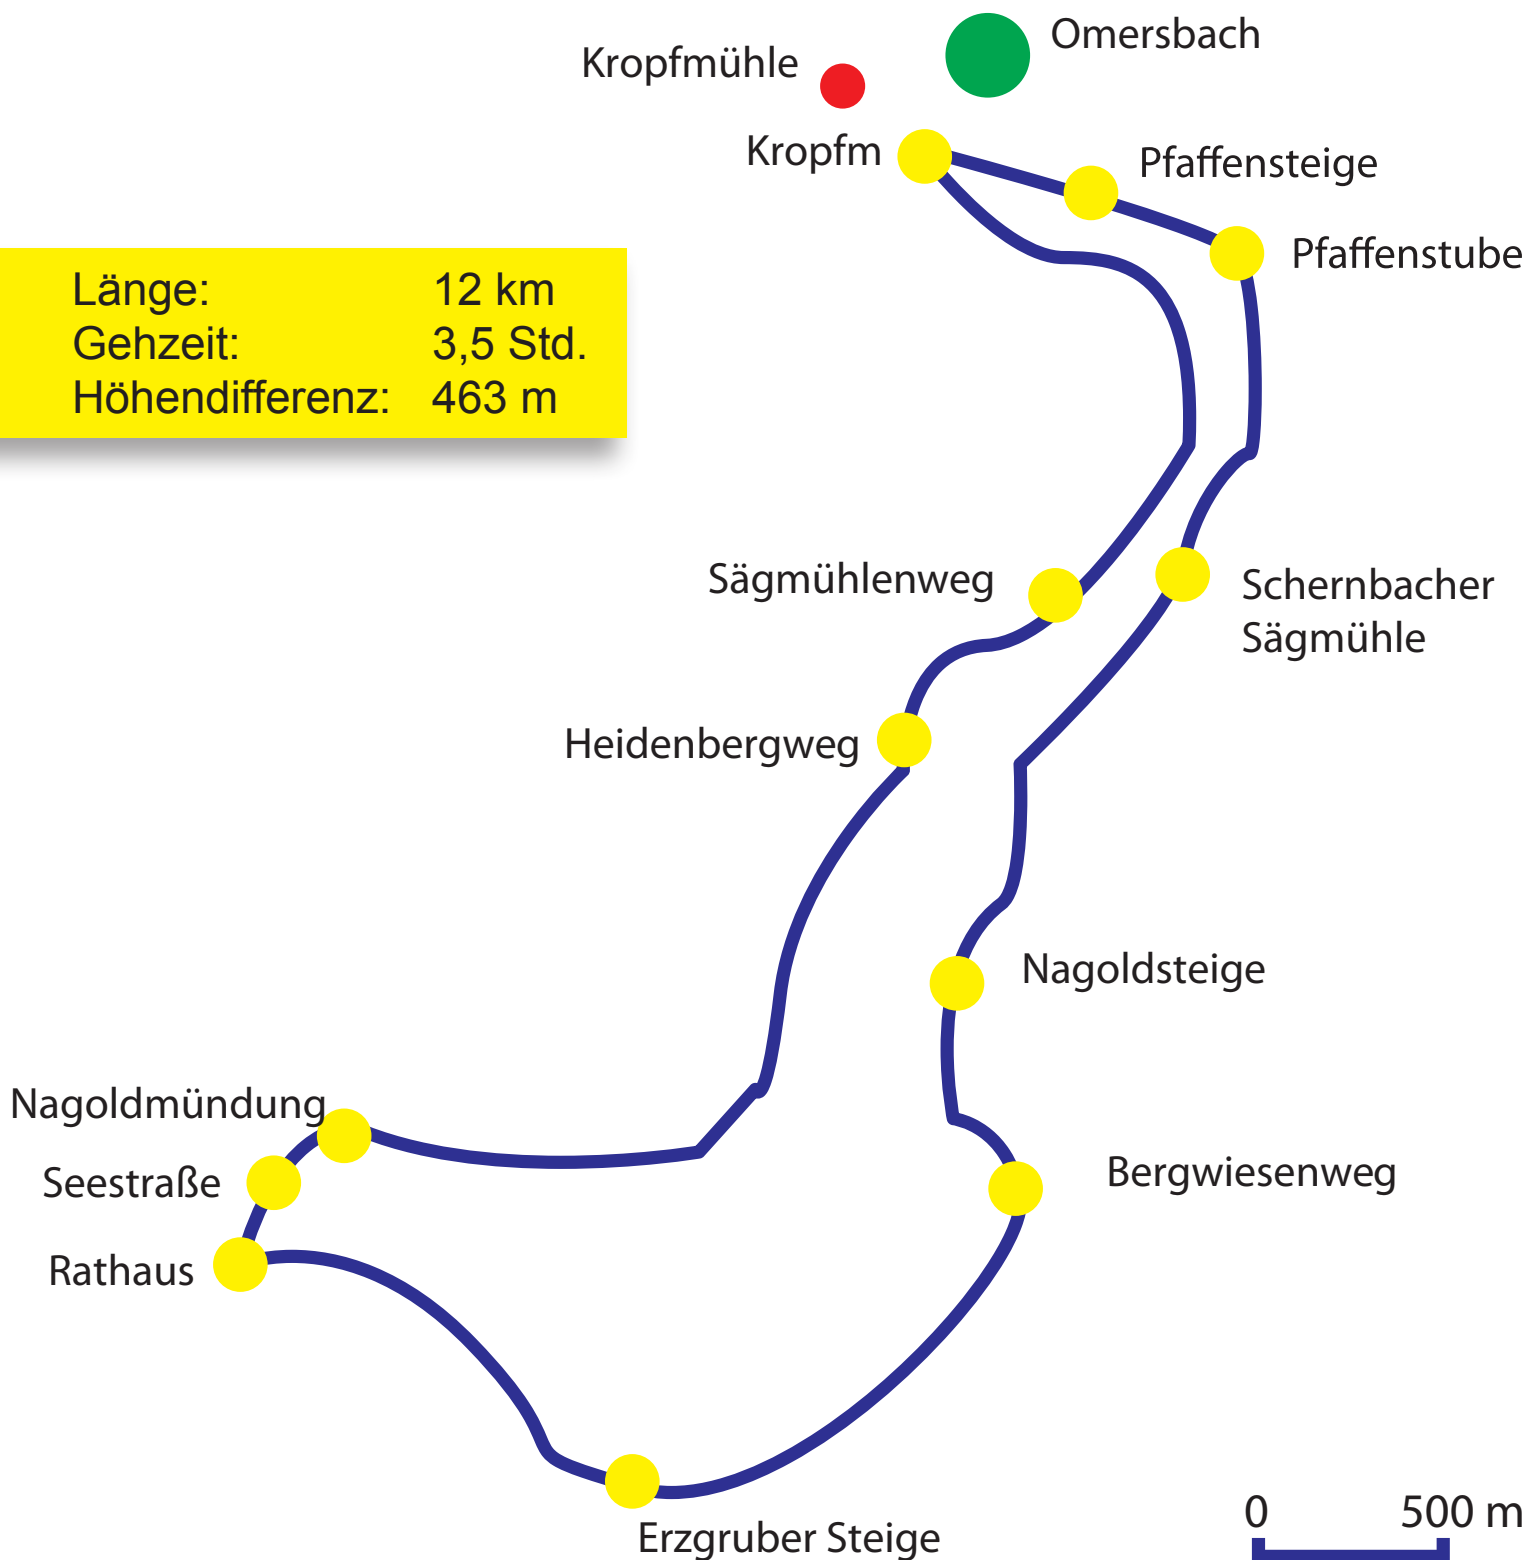 Omersbach
Kropfmühle
Kropfm
Pfaffensteige
Pfaffenstube
Länge: 12 km
Gehzeit: 3,5 Std.
Höhendifferenz: 463 m
Sägmühlenweg
Schernbacher
Sägmühle
Heidenbergweg
Nagoldsteige
Nagoldmündung
Seestraße
Bergwiesenweg
Rathaus
0 500 m
Erzgruber Steige